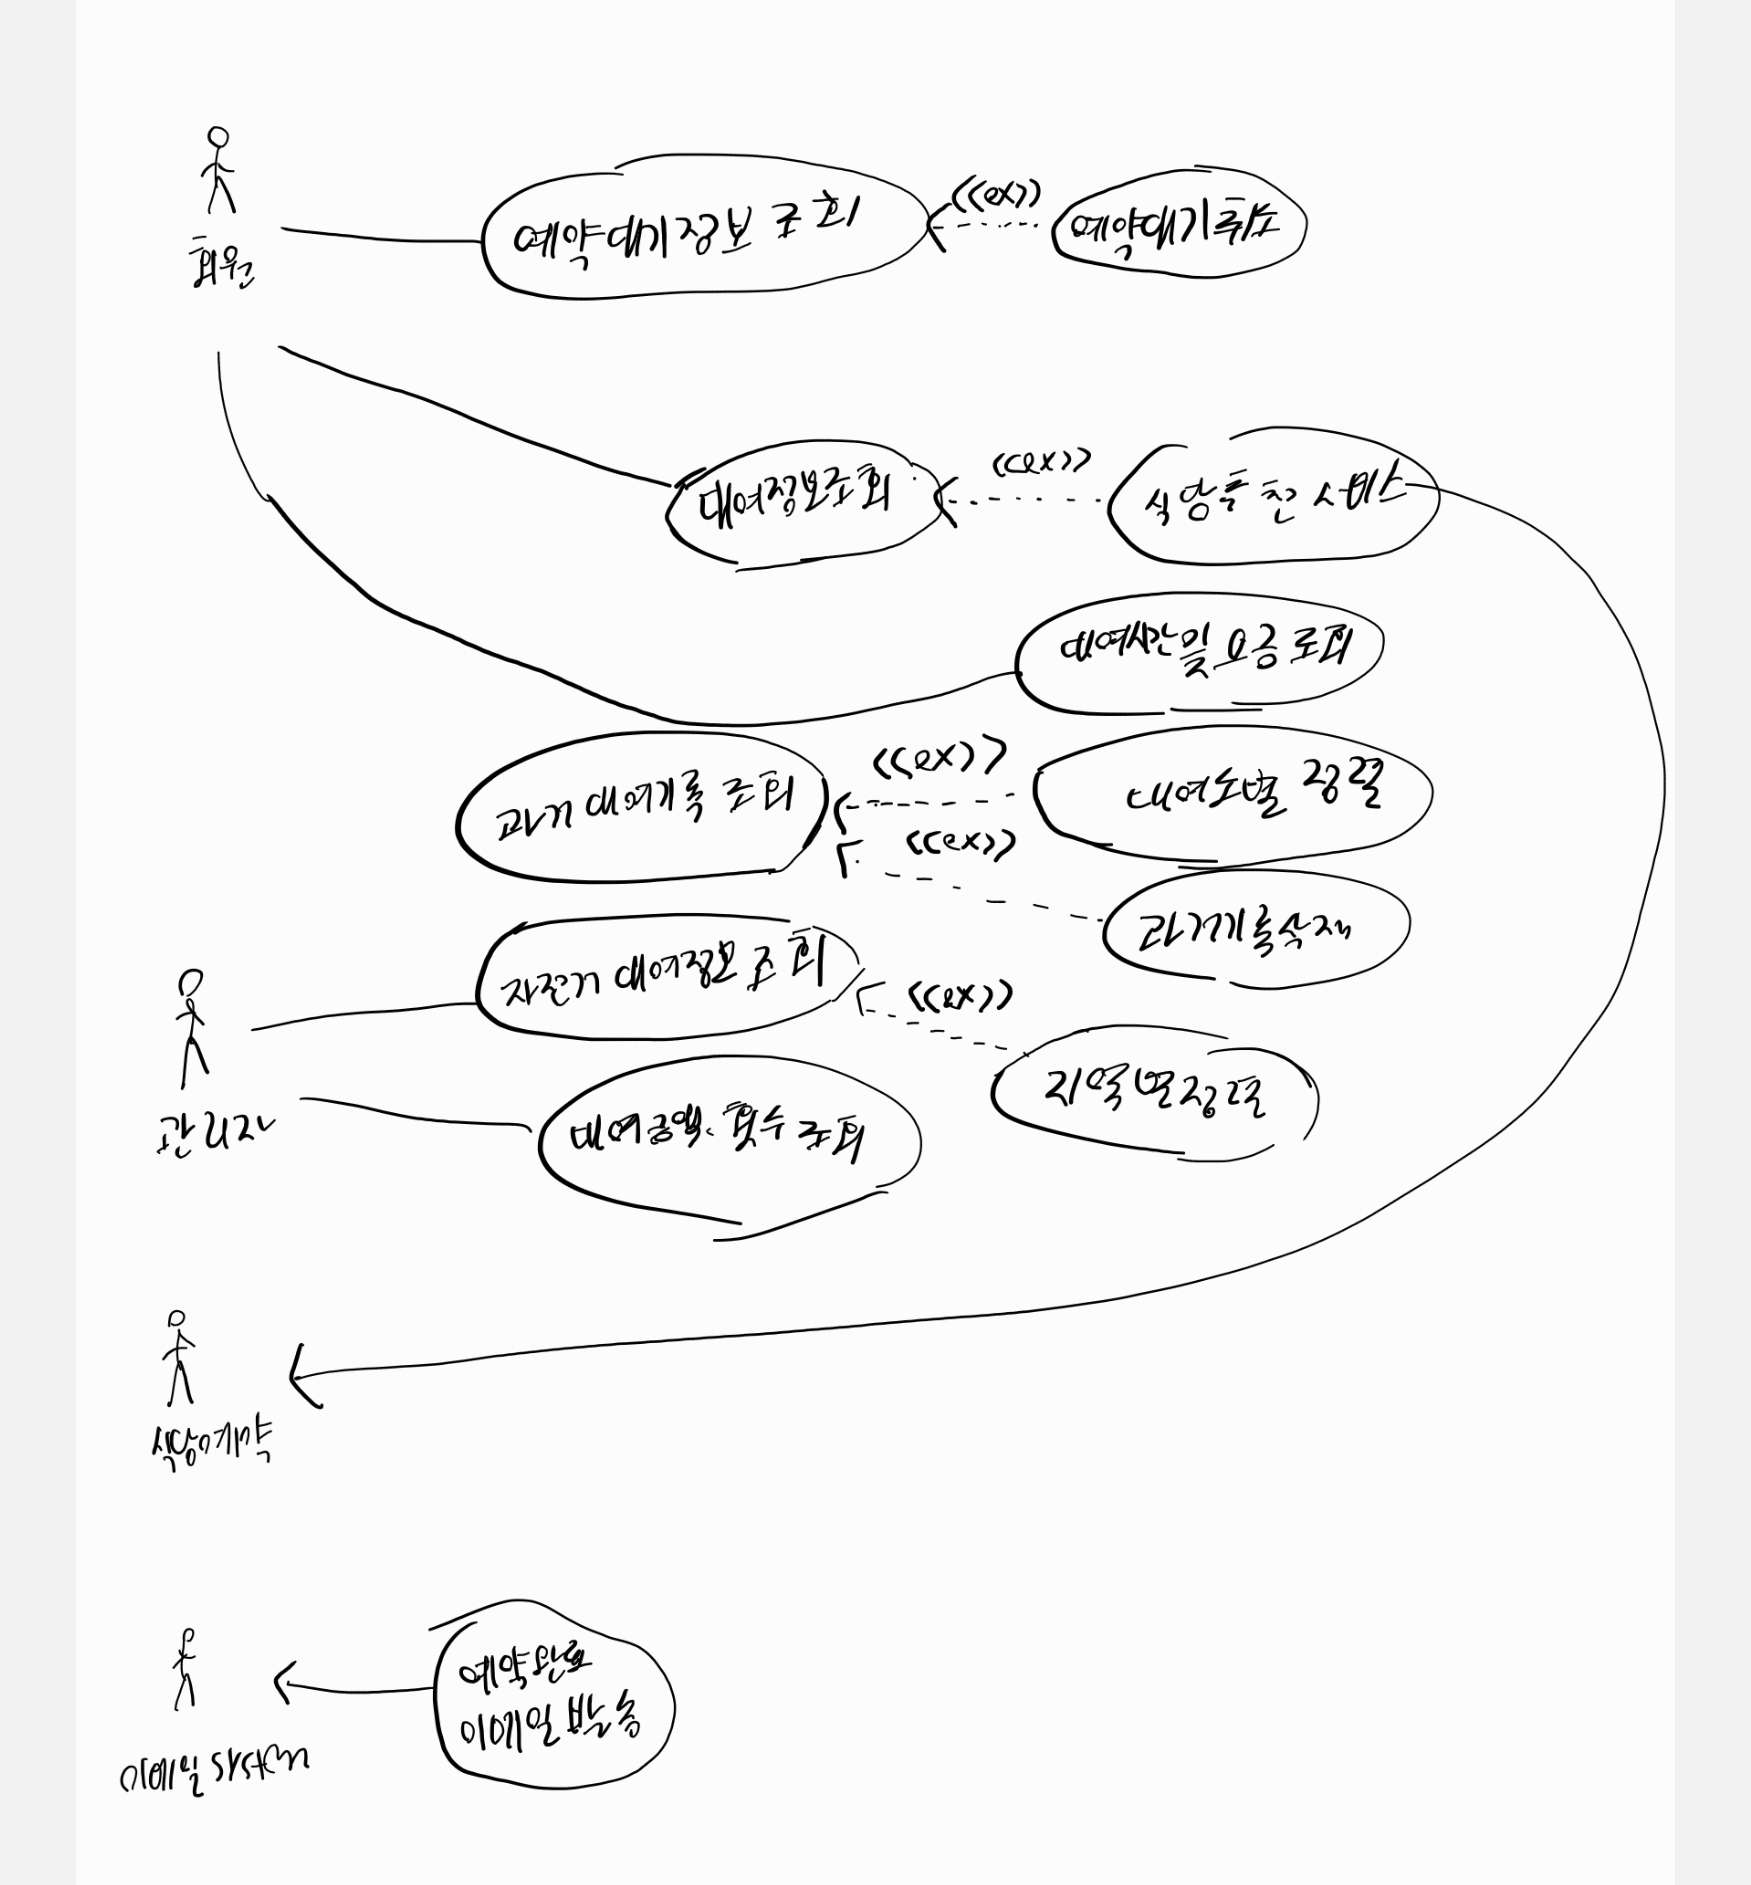 회원
예약대기정보 조회
<<ex>>
예약대기취소
대여정보조회
<<ex>>
식당추천 서비스
대여시간 및 요금 조회
과거 대여기록 조회
<<ex>>
대여소별 정렬
<<ex>>
과거기록삭제
관리자
자전거 대여정보 조회
<<ex>>
지역별정렬
대여금액, 횟수 조회
식당예약
이메일 system
예약완료
이메일 발송